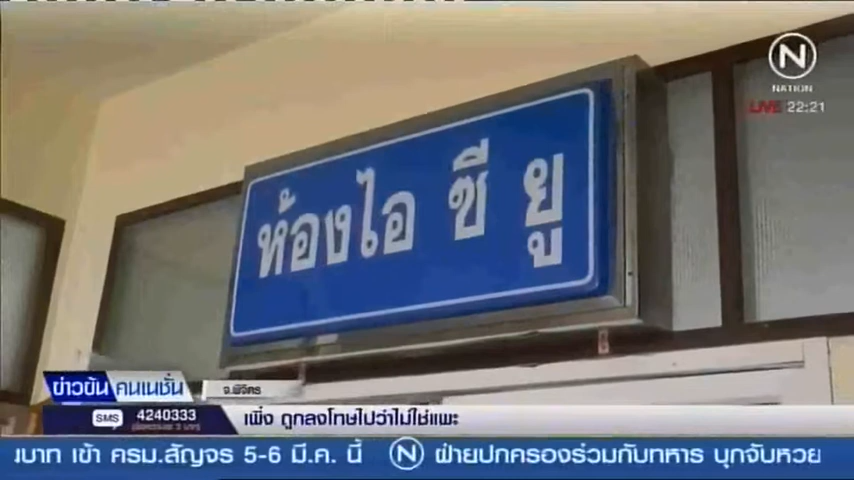 N
NATION
LIVE 22:21
ห้องไอ ซี ยู
ข่าวข้น คนเนชั่น
จ.พิจิตร
SMS 4240333
เพิ่ง ถูกลงโทษไปว่าไม่ใช่แพะ
เบาท เข้า ครม.สัญจร 5-6 มี.ค. นี้ N ฝ่ายปกครองร่วมกับทหาร บุกจับหวย